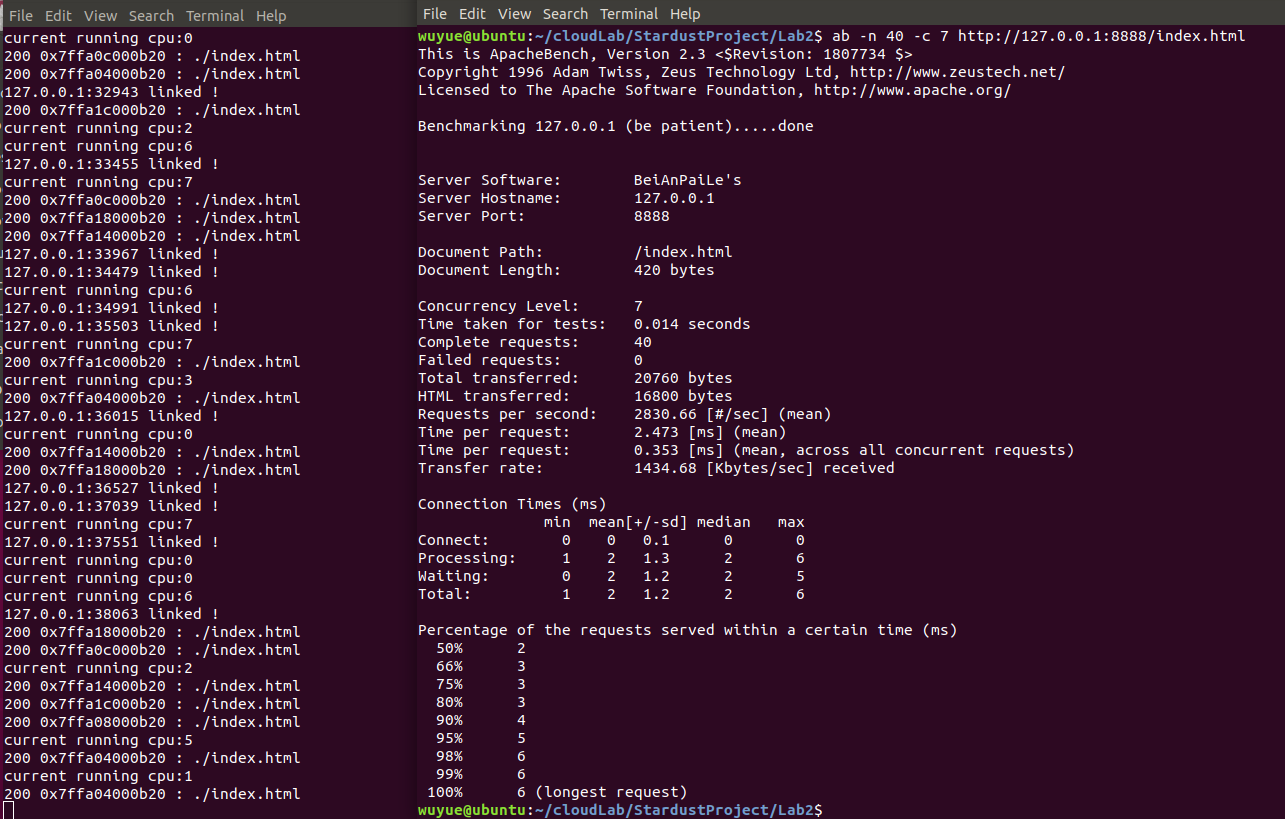 File Edit View Search Terminal Help
current running cpu:0
200 0x7ffa0c000b20 : ./index.html
200 0x7ffa04000b20 : ./index.html
127.0.0.1:32943 linked !
200 0x7ffa1c000b20 : ./index.html
current running cpu:2
current running cpu:6
127.0.0.1:33455 linked !
current running cpu:7
200 0x7ffa0c000b20 : ./index.html
200 0x7ffa18000b20 : ./index.html
200 0x7ffa14000b20 : ./index.html
127.0.0.1:33967 linked !
127.0.0.1:34479 linked !
current running cpu:6
127.0.0.1:34991 linked !
127.0.0.1:35503 linked !
current running cpu:7
200 0x7ffa1c000b20 : ./index.html
current running cpu:3
200 0x7ffa04000b20 : ./index.html
127.0.0.1:36015 linked !
current running cpu:0
200 0x7ffa14000b20 : ./index.html
200 0x7ffa18000b20 : ./index.html
127.0.0.1:36527 linked !
127.0.0.1:37039 linked !
current running cpu:7
127.0.0.1:37551 linked !
current running cpu:0
current running cpu:0
current running cpu:6
127.0.0.1:38063 linked !
200 0x7ffa18000b20 : ./index.html
200 0x7ffa0c000b20 : ./index.html
current running cpu:2
200 0x7ffa14000b20 : ./index.html
200 0x7ffa1c000b20 : ./index.html
200 0x7ffa08000b20 : ./index.html
current running cpu:5
200 0x7ffa04000b20 : ./index.html
current running cpu:1
200 0x7ffa04000b20 : ./index.html
File Edit View Search Terminal Help
wuyue@ubuntu:~/cloudLab/StardustProject/Lab2$ ab -n 40 -c 7 http://127.0.0.1:8888/index.html
This is ApacheBench, Version 2.3 <$Revision: 1807734 $>
Copyright 1996 Adam Twiss, Zeus Technology Ltd, http://www.zeustech.net/
Licensed to The Apache Software Foundation, http://www.apache.org/
Benchmarking 127.0.0.1 (be patient).....done
Server Software: BeiAnPaiLe's
Server Hostname: 127.0.0.1
Server Port: 8888
Document Path: /index.html
Document Length: 420 bytes
Concurrency Level: 7
Time taken for tests: 0.014 seconds
Complete requests: 40
Failed requests: 0
Total transferred: 20760 bytes
HTML transferred: 16800 bytes
Requests per second: 2830.66 [#/sec] (mean)
Time per request: 2.473 [ms] (mean)
Time per request: 0.353 [ms] (mean, across all concurrent requests)
Transfer rate: 1434.68 [Kbytes/sec] received
Connection Times (ms)
min mean[+/-sd] median max
Connect: 0 0 0.1 0 0
Processing: 1 2 1.3 2 6
Waiting: 0 2 1.2 2 5
Total: 1 2 1.2 2 6
Percentage of the requests served within a certain time (ms)
50% 2
66% 3
75% 3
80% 3
90% 4
95% 5
98% 6
99% 6
100% 6 (longest request)
wuyue@ubuntu:~/cloudLab/StardustProject/Lab2$